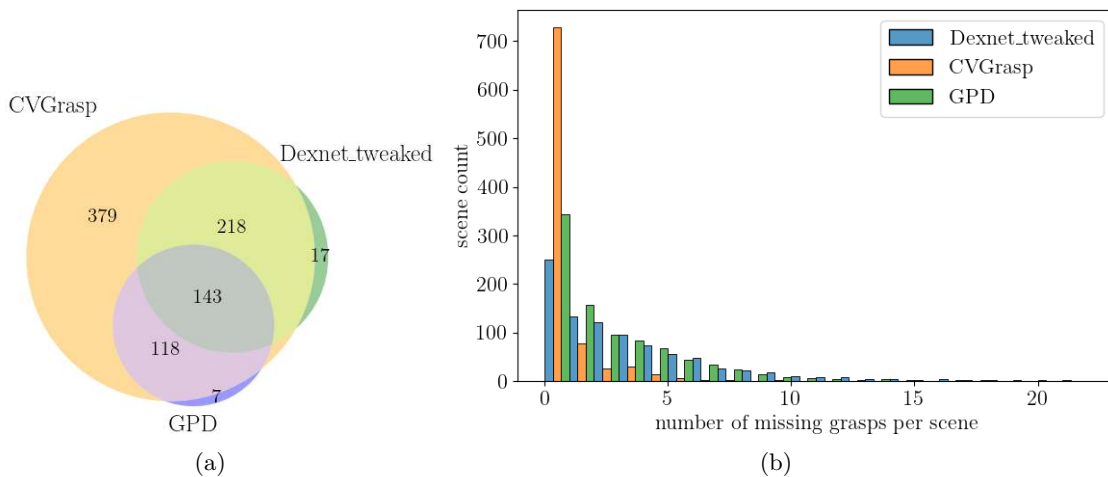 CVGrasp
Dexnet_tweaked
379
218
17
143
118
7
GPD
(a)
700
600
500
400
300
200
100
0
scene count
Dexnet_tweaked
CVGrasp
GPD
0 5 10 15 20
number of missing grasps per scene
(b)